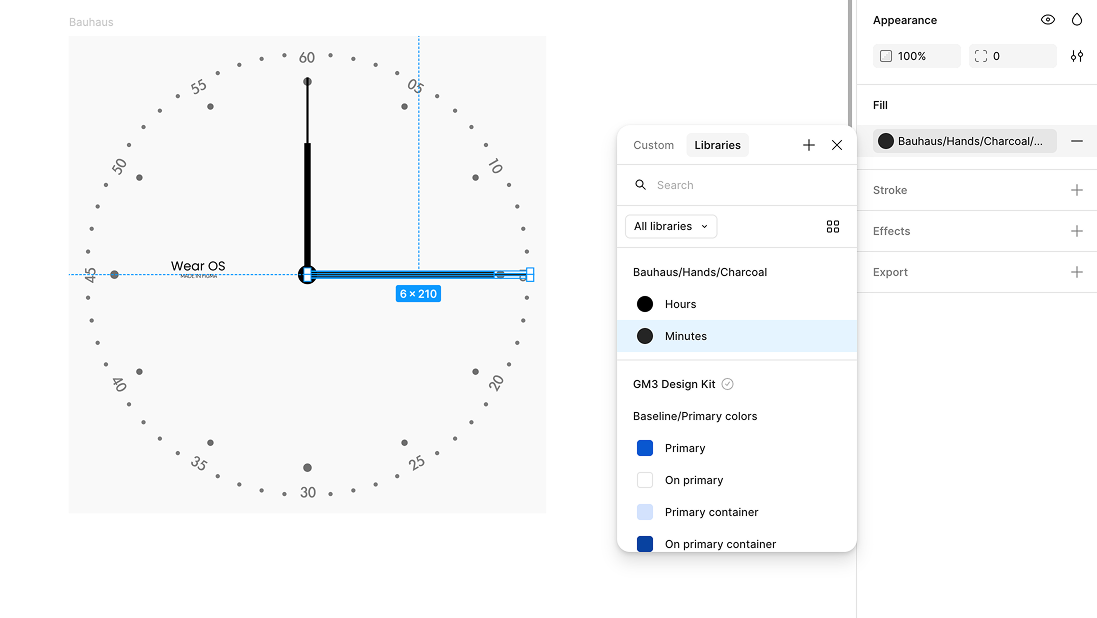 Bauhaus
60
55
05
50
10
45
Wear OS
MADE IN FIGMA
6 × 210
40
20
35
25
30
Appearance
100%
0
Fill
Bauhaus/Hands/Charcoal/...
Stroke
Effects
Export
Custom
Libraries
Search
All libraries
Bauhaus/Hands/Charcoal
Hours
Minutes
GM3 Design Kit
Baseline/Primary colors
Primary
On primary
Primary container
On primary container